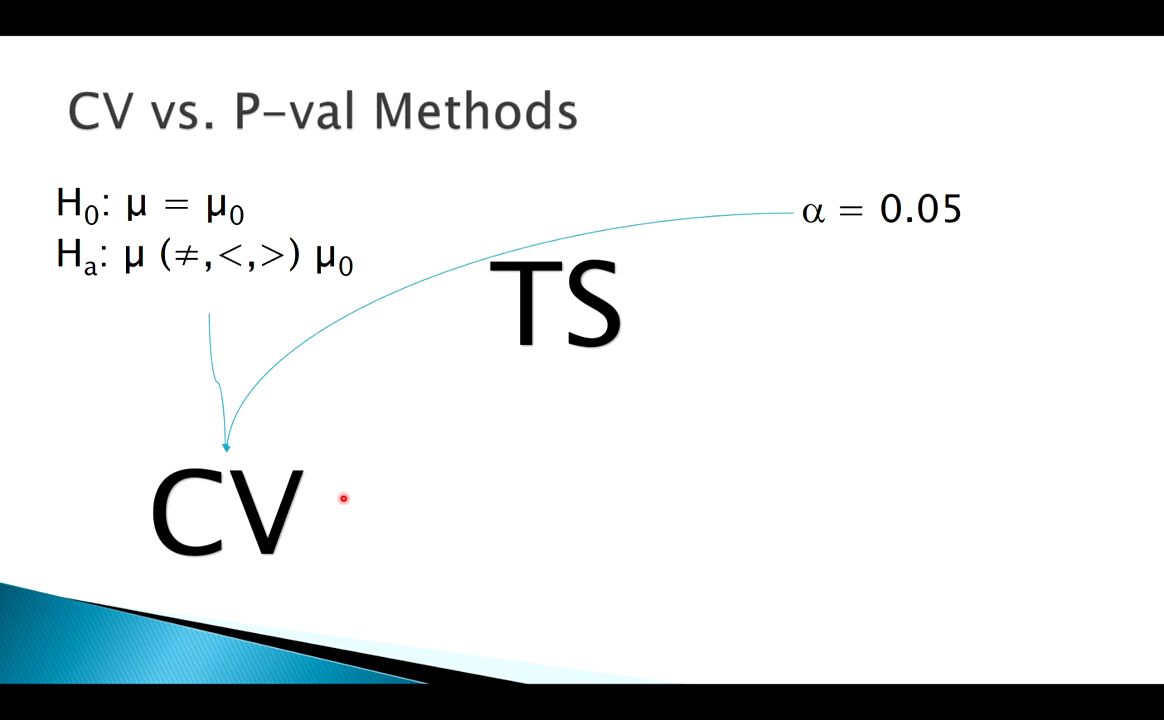 CV vs. P-val Methods
H₀: μ = μ₀
Hₐ: μ (≠,<,>) μ₀
α = 0.05
TS
CV